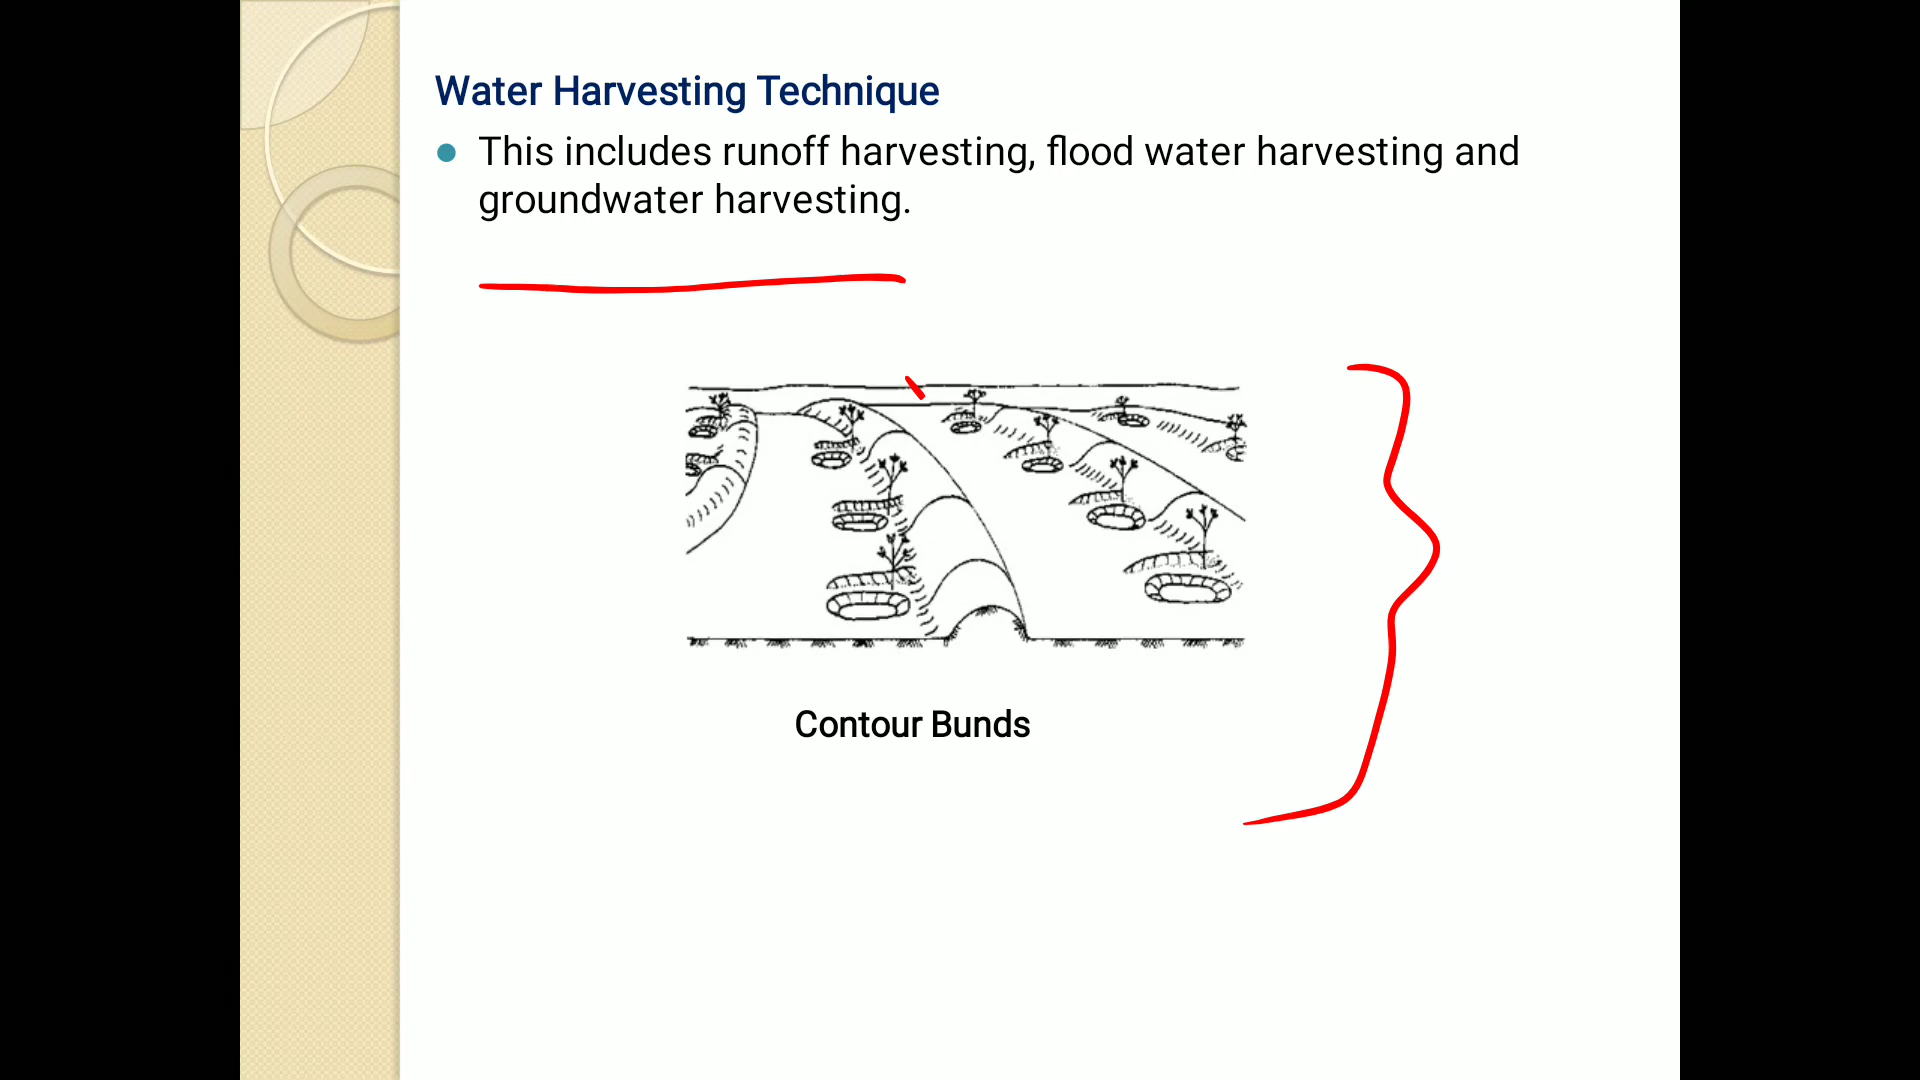 Water Harvesting Technique
This includes runoff harvesting, flood water harvesting and
groundwater harvesting.
Contour Bunds